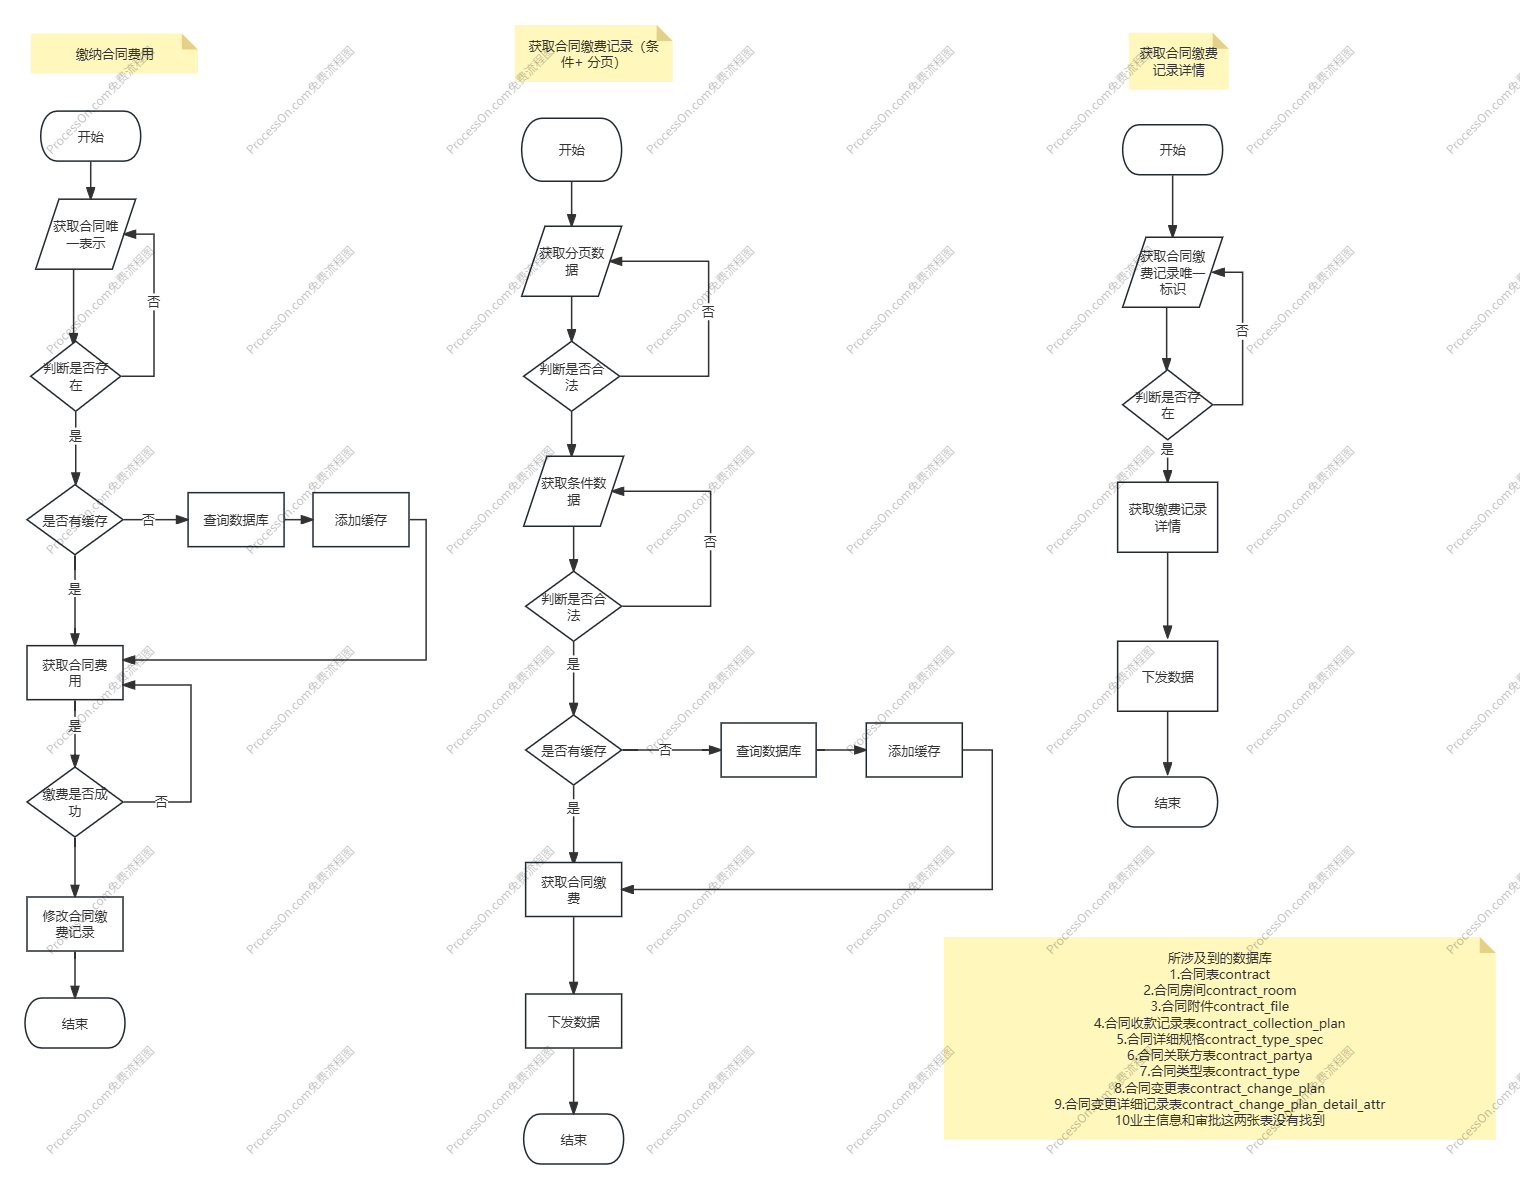 缴纳合同费用
开始
获取合同唯
一表示
否
判断是否存
在
是
是否有缓存
否
查询数据库
添加缓存
是
获取合同费
用
是
缴费是否成
功
否
修改合同缴
费记录
结束
获取合同缴费记录（条
件+ 分页）
开始
获取分页数
据
否
判断是否合
法
获取条件数
据
否
判断是否合
法
是
是否有缓存
否
查询数据库
添加缓存
是
获取合同缴
费
下发数据
结束
获取合同缴费
记录详情
开始
获取合同缴
费记录唯一
标识
否
判断是否存
在
是
获取缴费记录
详情
下发数据
结束
所涉及到的数据库
1.合同表contract
2.合同房间contract_room
3.合同附件contract_file
4.合同收款记录表contract_collection_plan
5.合同详细规格contract_type_spec
6.合同关联方表contract_partya
7.合同类型表contract_type
8.合同变更表contract_change_plan
9.合同变更详细记录表contract_change_plan_detail_attr
10业主信息和审批这两张表没有找到
ProcessOn.com免费流程图